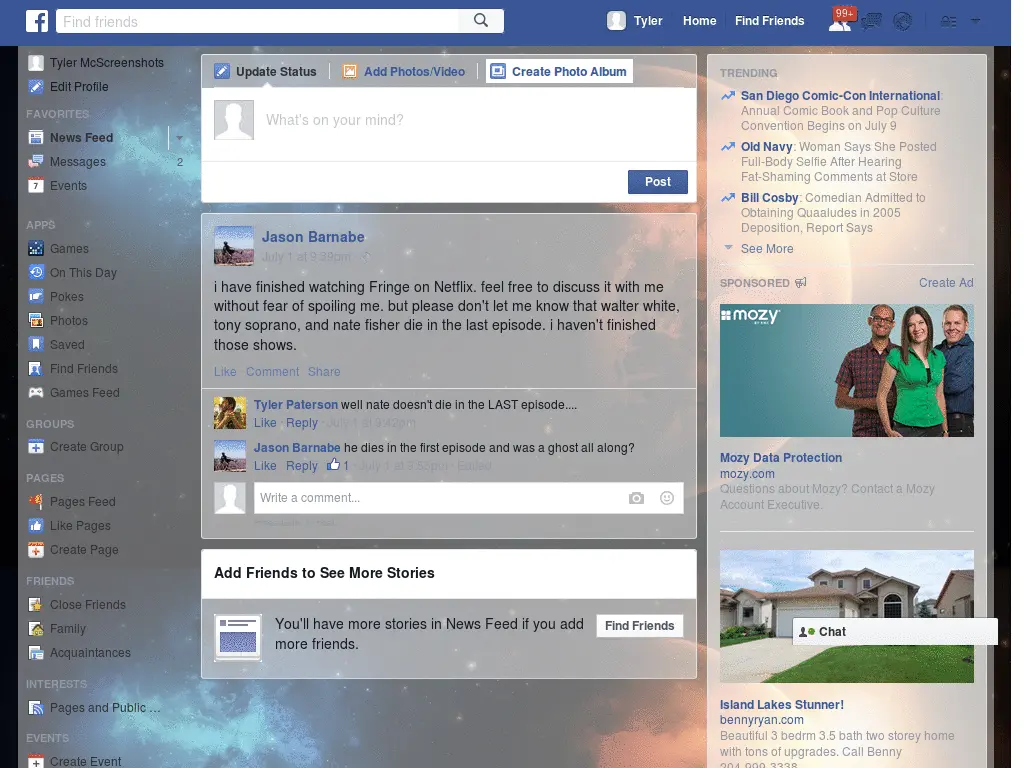 Find friends
Tyler Home Find Friends 99+
Tyler McScreenshots
Edit Profile
FAVORITES
News Feed
Messages 2
7 Events
APPS
Games
On This Day
Pokes
Photos
Saved
Find Friends
Games Feed
GROUPS
Create Group
PAGES
Pages Feed
Like Pages
Create Page
FRIENDS
Close Friends
Family
Acquaintances
INTERESTS
Pages and Public ...
EVENTS
Create Event
Update Status Add Photos/Video Create Photo Album
What's on your mind?
Post
Jason Barnabe
July 1 at 9:39pm ·
i have finished watching Fringe on Netflix. feel free to discuss it with me
without fear of spoiling me. but please don't let me know that walter white,
tony soprano, and nate fisher die in the last episode. i haven't finished
those shows.
Like Comment Share
Tyler Paterson well nate doesn't die in the LAST episode....
Like · Reply · July 1 at 9:42pm
Jason Barnabe he dies in the first episode and was a ghost all along?
Like · Reply · 1 · July 1 at 9:53pm · Edited
Write a comment...
Add Friends to See More Stories
You'll have more stories in News Feed if you add
more friends.
Find Friends
TRENDING
San Diego Comic-Con International:
Annual Comic Book and Pop Culture
Convention Begins on July 9
Old Navy: Woman Says She Posted
Full-Body Selfie After Hearing
Fat-Shaming Comments at Store
Bill Cosby: Comedian Admitted to
Obtaining Quaaludes in 2005
Deposition, Report Says
See More
SPONSORED Create Ad
mozy
BY EMC
Mozy Data Protection
mozy.com
Questions about Mozy? Contact a Mozy
Account Executive.
Chat
Island Lakes Stunner!
bennyryan.com
Beautiful 3 bedrm 3.5 bath two storey home
with tons of upgrades. Call Benny
204-999-3338